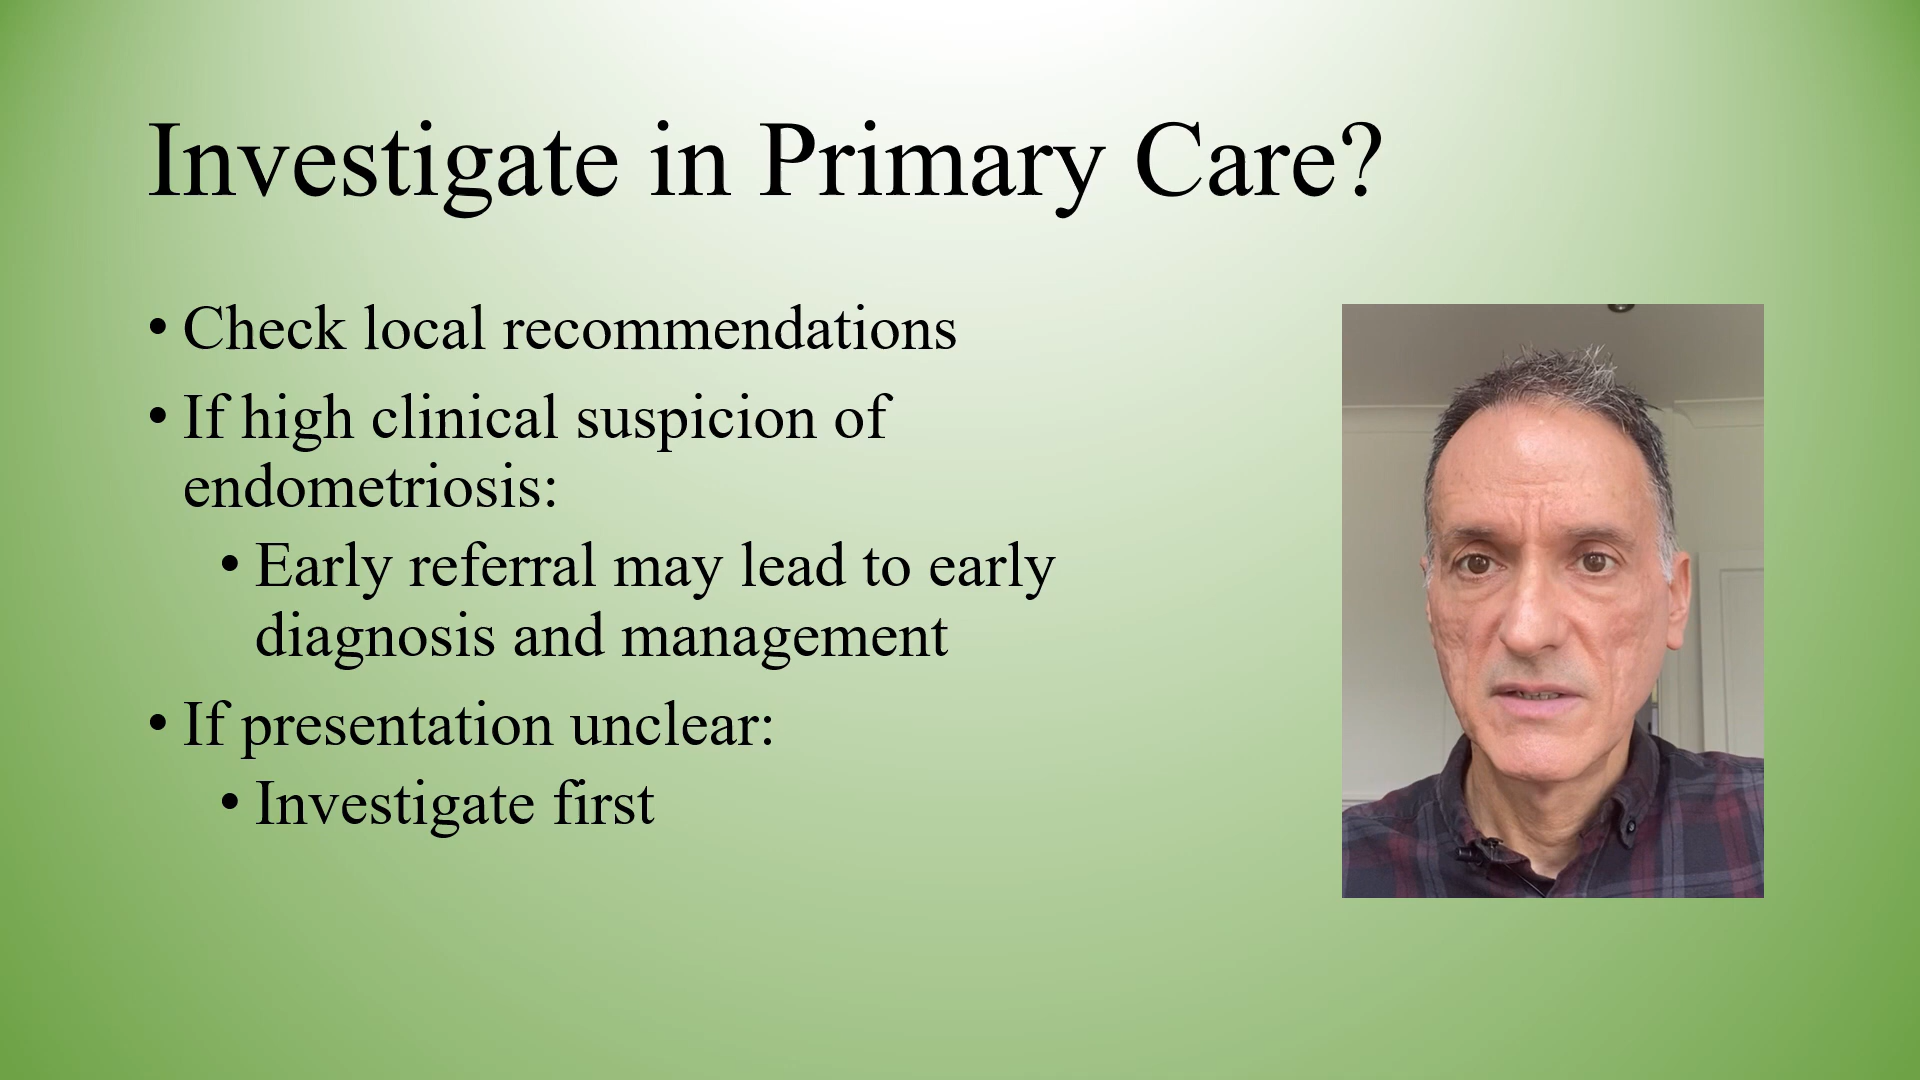 Investigate in Primary Care?
• Check local recommendations
• If high clinical suspicion of
endometriosis:
• Early referral may lead to early
diagnosis and management
• If presentation unclear:
• Investigate first